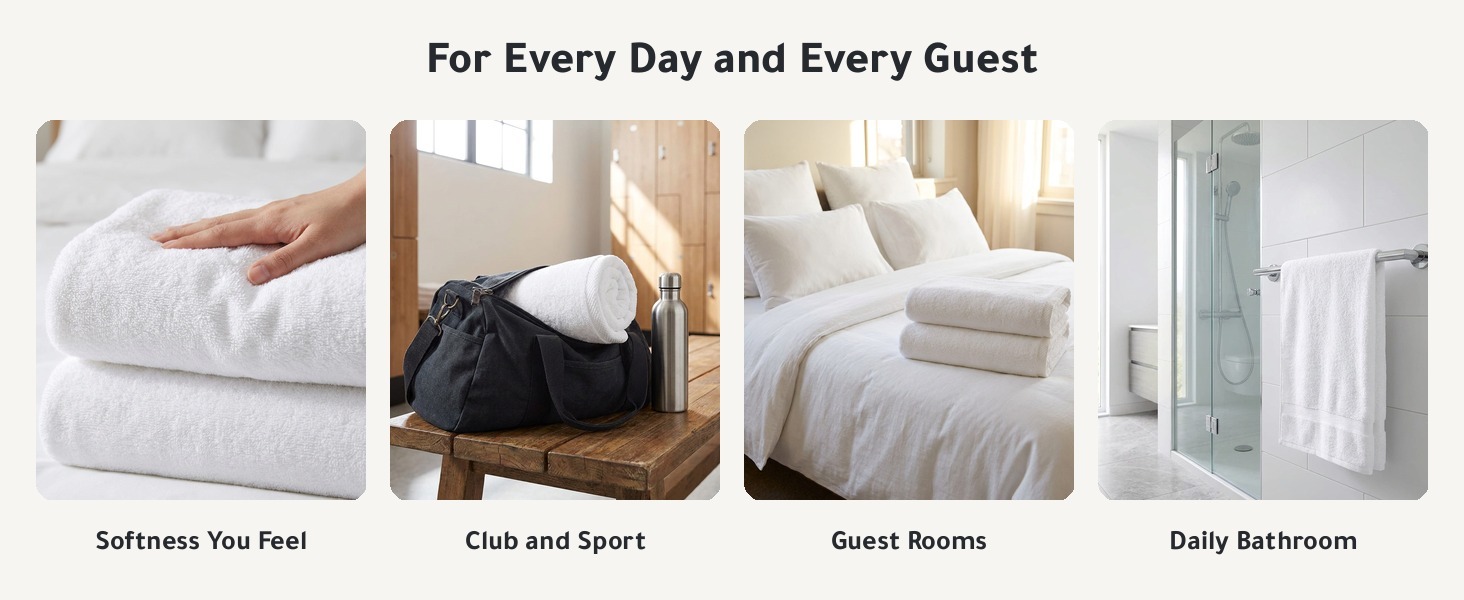 For Every Day and Every Guest
Softness You Feel
Club and Sport
Guest Rooms
Daily Bathroom